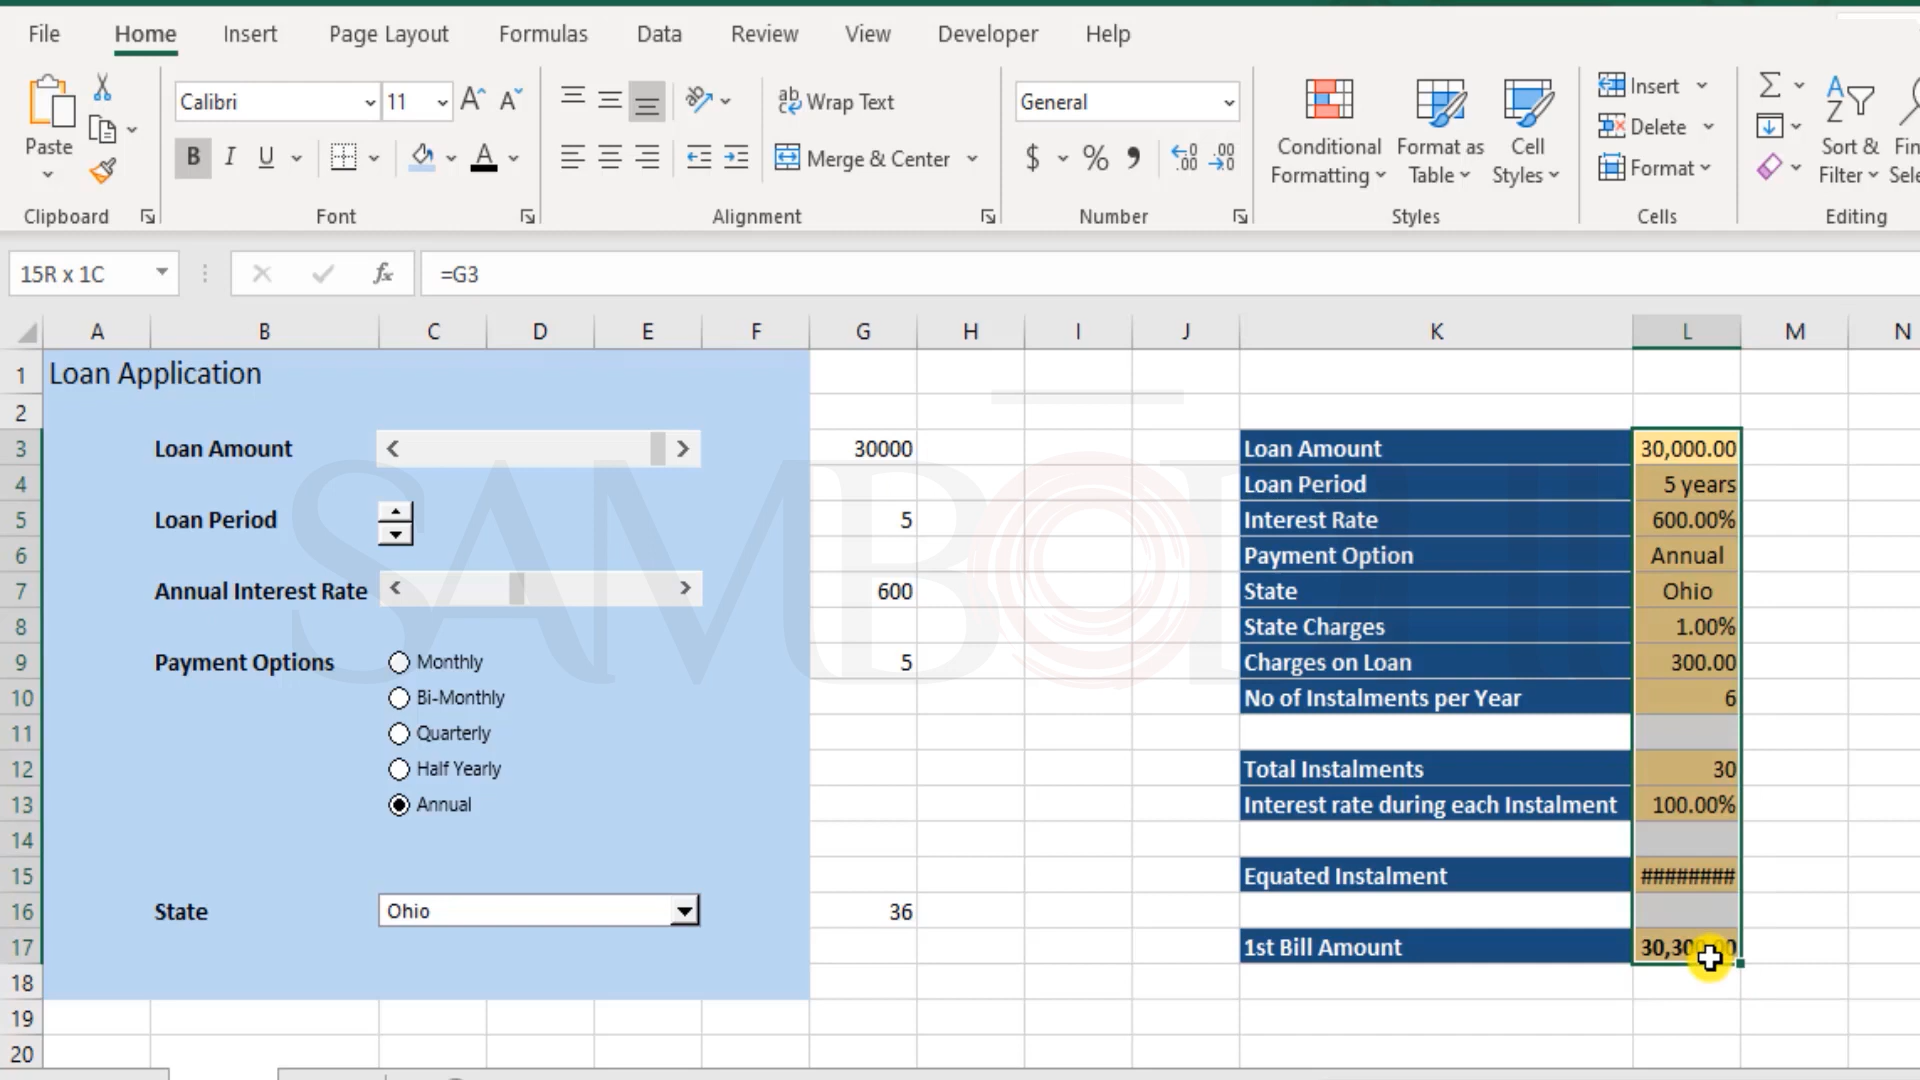 File Home Insert Page Layout Formulas Data Review View Developer Help
Calibri 11 A A ab Wrap Text General Insert Σ
Paste B I U A Merge & Center $ % Conditional Formatting Format as Table Cell Styles Delete Format Sort & Filter
Clipboard Font Alignment Number Styles Cells Editing
15R x 1C fx =G3
A B C D E F G H I J K L M N
1 Loan Application
2
3 Loan Amount 30000 Loan Amount 30,000.00
4 Loan Period 5 years
5 Loan Period 5 Interest Rate 600.00%
6 Payment Option Annual
7 Annual Interest Rate 600 State Ohio
8 State Charges 1.00%
9 Payment Options Monthly 5 Charges on Loan 300.00
10 Bi-Monthly No of Instalments per Year 6
11 Quarterly
12 Half Yearly Total Instalments 30
13 Annual Interest rate during each Instalment 100.00%
14
15 Equated Instalment ########
16 State Ohio 36
17 1st Bill Amount
18
19
20